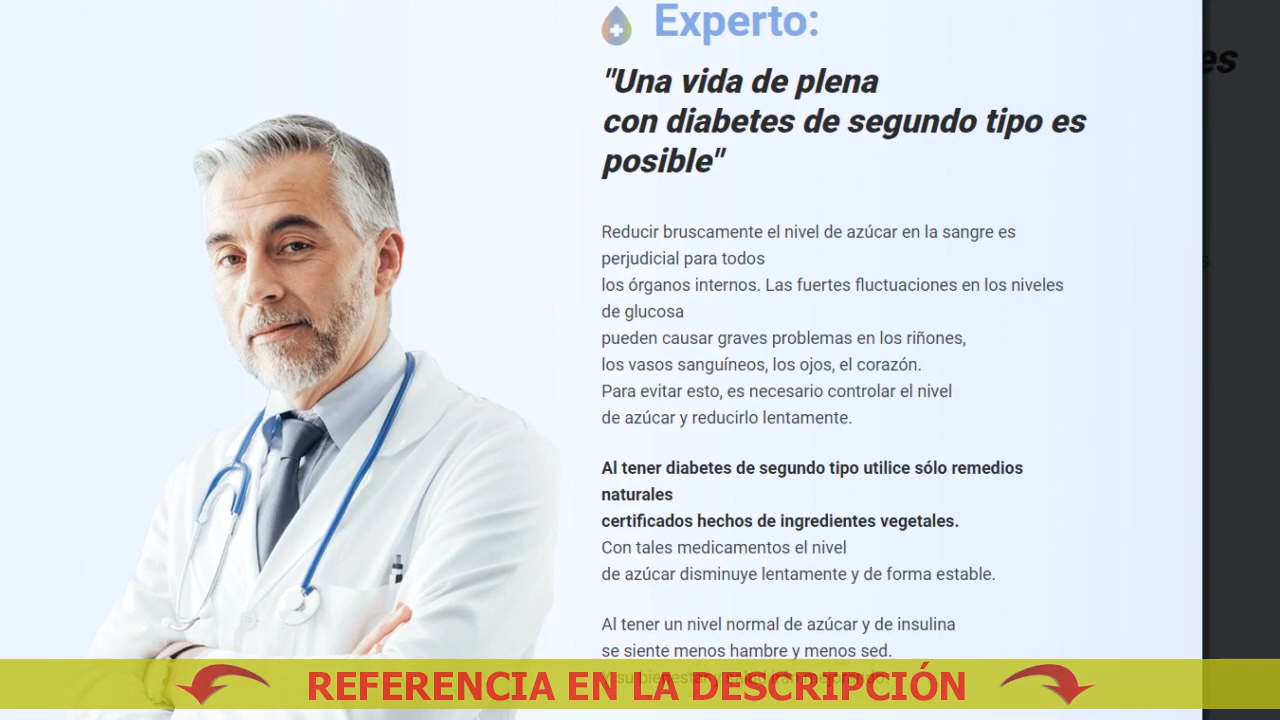 Experto:
"Una vida de plena
con diabetes de segundo tipo es
posible"
es
Reducir bruscamente el nivel de azúcar en la sangre es
perjudicial para todos
los órganos internos. Las fuertes fluctuaciones en los niveles
de glucosa
pueden causar graves problemas en los riñones,
los vasos sanguíneos, los ojos, el corazón.
Para evitar esto, es necesario controlar el nivel
de azúcar y reducirlo lentamente.
Al tener diabetes de segundo tipo utilice sólo remedios
naturales
certificados hechos de ingredientes vegetales.
Con tales medicamentos el nivel
de azúcar disminuye lentamente y de forma estable.
Al tener un nivel normal de azúcar y de insulina
se siente menos hambre y menos sed.
REFERENCIA EN LA DESCRIPCIÓN